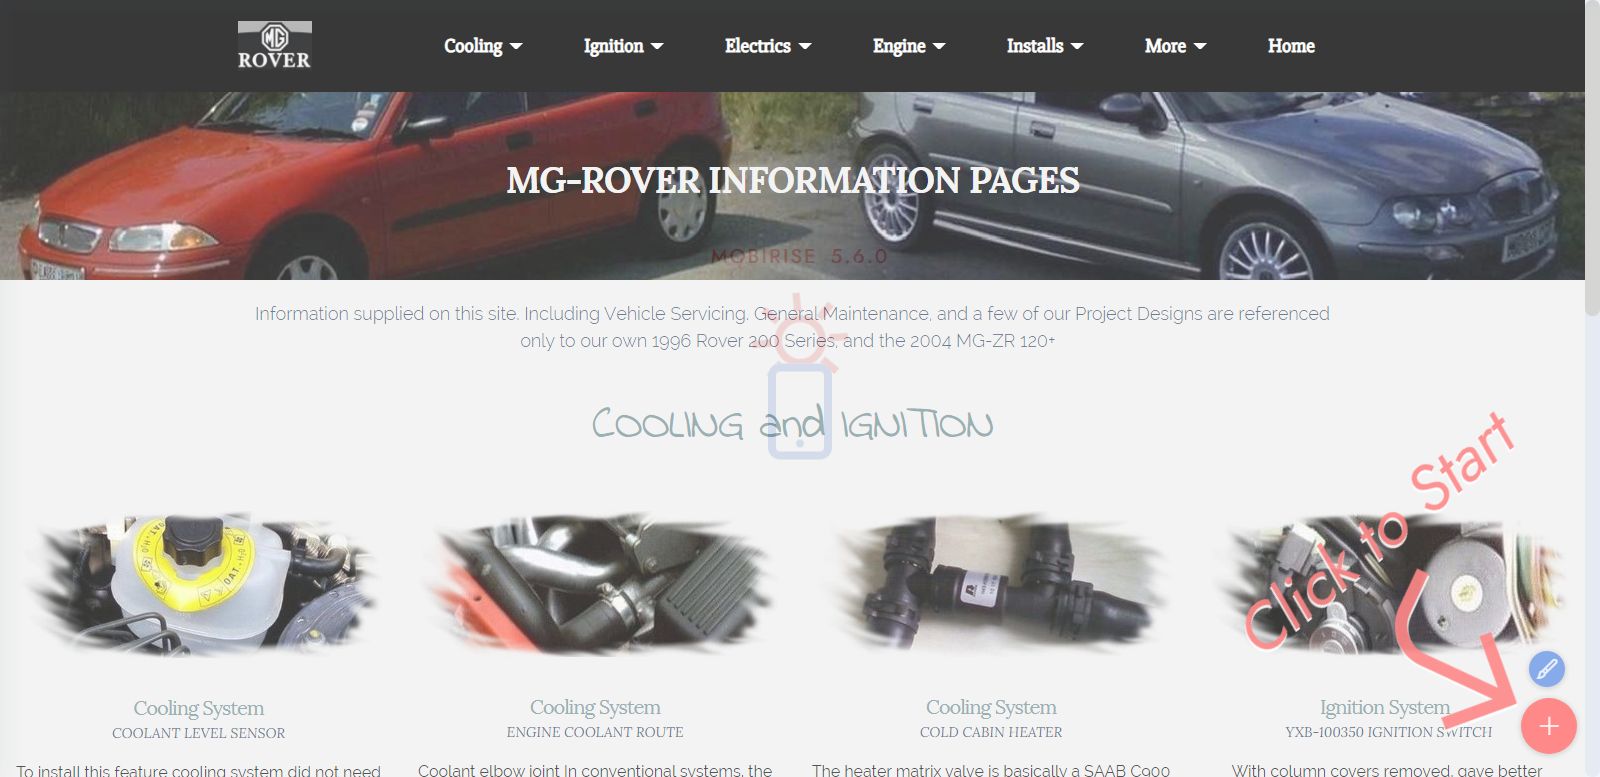 MG
ROVER
Cooling Ignition Electrics Engine Installs More Home
MG-ROVER INFORMATION PAGES
MOBIRISE 5.6.0
Information supplied on this site. Including Vehicle Servicing. General Maintenance, and a few of our Project Designs are referenced
only to our own 1996 Rover 200 Series, and the 2004 MG-ZR 120+
COOLING and IGNITION
Click to Start
Cooling System Cooling System Cooling System Ignition System
COOLANT LEVEL SENSOR ENGINE COOLANT ROUTE COLD CABIN HEATER YXB-100350 IGNITION SWITCH
To install this feature cooling system did not need Coolant elbow joint In conventional systems, the The heater matrix valve is basically a SAAB C900 With column covers removed, gave better